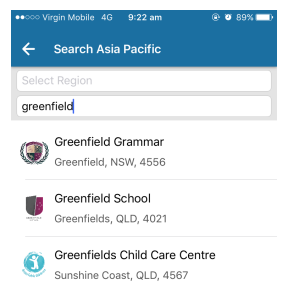 Virgin Mobile 4G 9:22 am 89%
Search Asia Pacific
Select Region
greenfield
Greenfield Grammar
Greenfield, NSW, 4556
Greenfield School
Greenfields, QLD, 4021
Greenfields Child Care Centre
Sunshine Coast, QLD, 4567